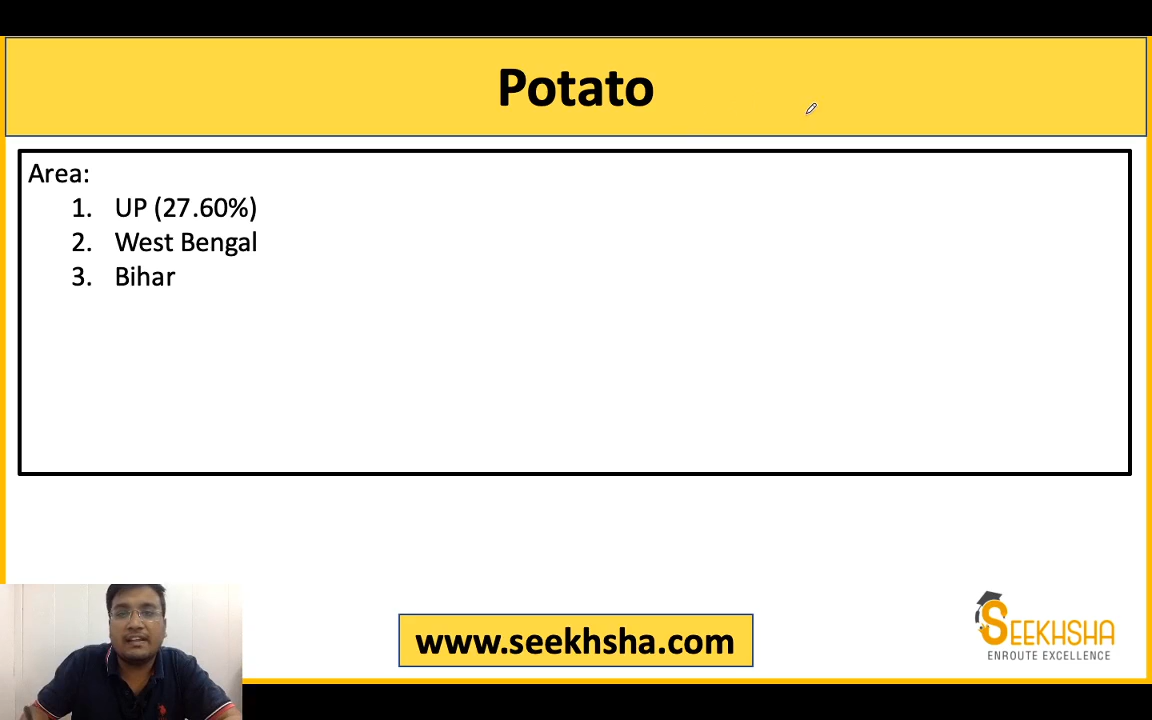 Potato
Area:
1. UP (27.60%)
2. West Bengal
3. Bihar
www.seekhsha.com
SEEKHSHA
ENROUTE EXCELLENCE